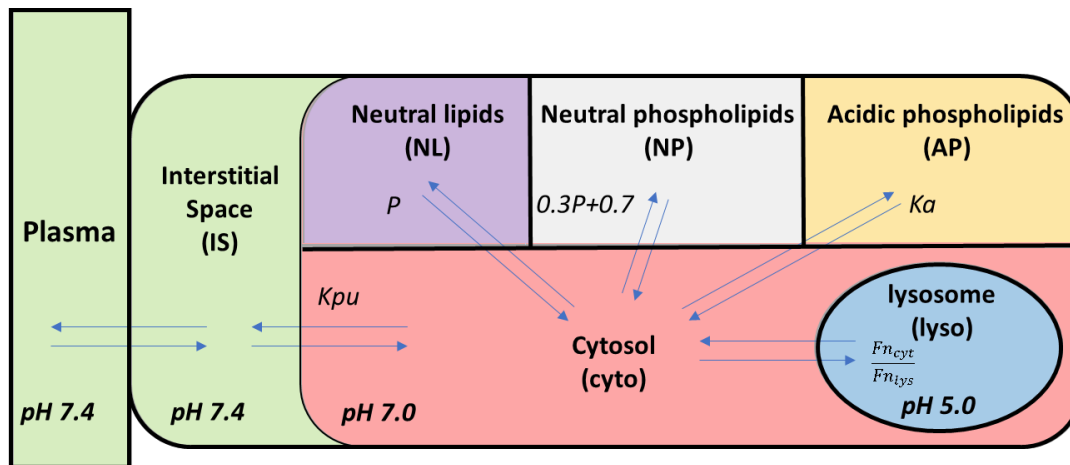 Plasma
pH 7.4
Interstitial
Space
(IS)
pH 7.4
Neutral lipids
(NL)
P
Neutral phospholipids
(NP)
0.3P+0.7
Acidic phospholipids
(AP)
Ka
Kpu
pH 7.0
Cytosol
(cyto)
lysosome
(lyso)
Fn_cyt
Fn_lys
pH 5.0